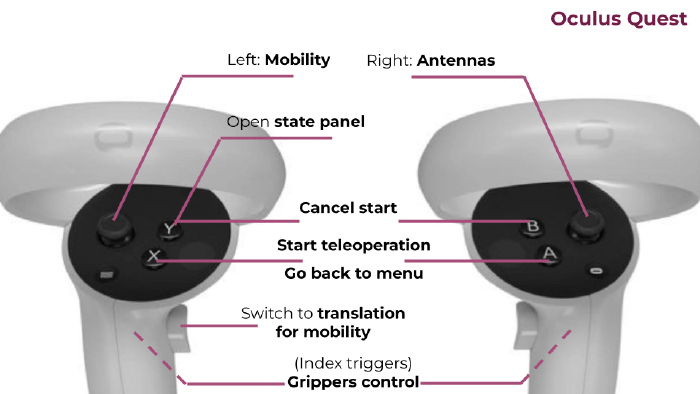 Oculus Quest
Left: Mobility
Right: Antennas
Open state panel
Cancel start
Y
B
Start teleoperation
X
A
Go back to menu
Switch to translation
for mobility
(Index triggers)
Grippers control